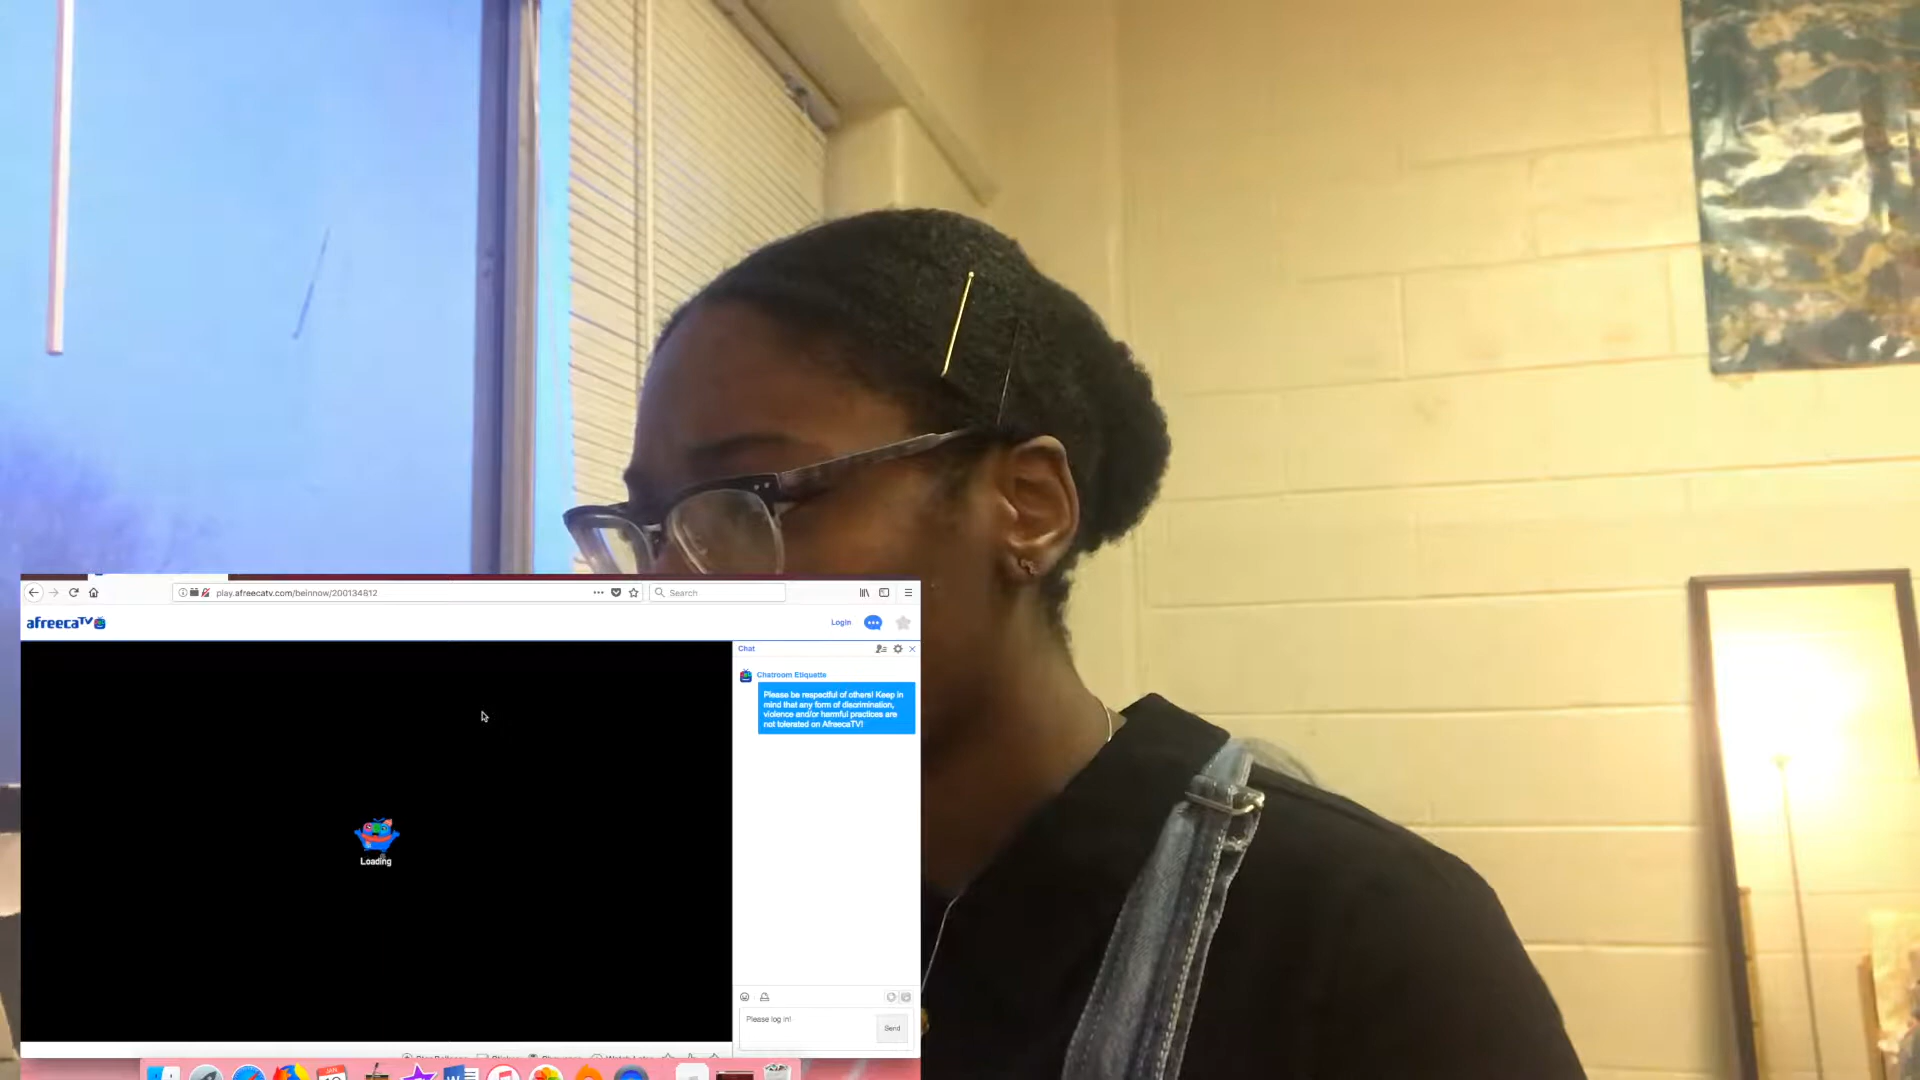 play.afreecatv.com/beinnow/200134812
Search
afreecaTV
Login
Chat
Chatroom Etiquette
Please be respectful of others! Keep in
mind that any form of discrimination,
violence and/or harmful practices are
not tolerated on AfreecaTV!
Loading
Please log in!
Send